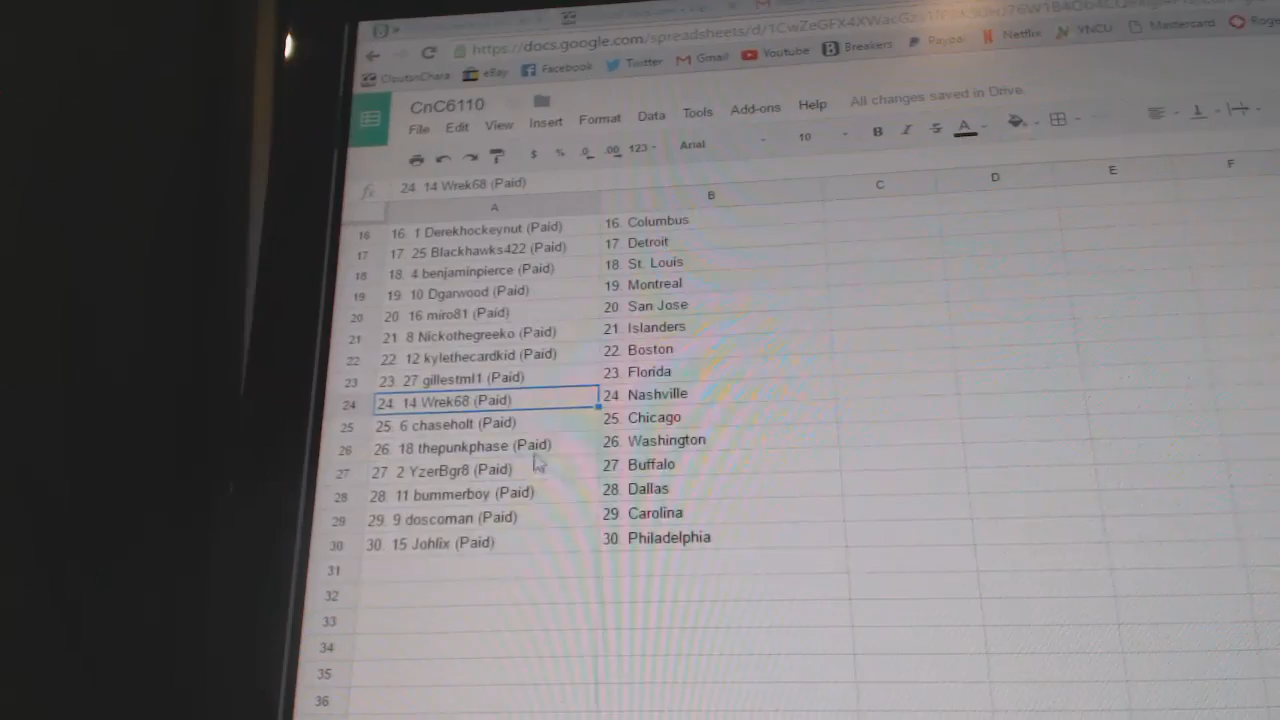 https://docs.google.com/spreadsheets/d/
CloutsnChara eBay Facebook Twitter Gmail Youtube Breakers Paypal Netflix YNCU Mastercard
CnC6110
File Edit View Insert Format Data Tools Add-ons Help All changes saved in Drive.
$ % .0 .00 123 Arial 10 B I S A
fx 24 14 Wrek68 (Paid)
A B C D E F
16 16. 1 Derekhockeynut (Paid) 16. Columbus
17 17. 25 Blackhawks422 (Paid) 17 Detroit
18 18. 4 benjaminpierce (Paid) 18 St. Louis
19 19 10 Dgarwood (Paid) 19 Montreal
20 20 16 miro81 (Paid) 20 San Jose
21 21 8 Nickothegreeko (Paid) 21 Islanders
22 22 12 kylethecardkid (Paid) 22 Boston
23 23 27 gillestml1 (Paid) 23 Florida
24 24 14 Wrek68 (Paid) 24 Nashville
25 25 6 chaseholt (Paid) 25 Chicago
26 26 18 thepunkphase (Paid) 26 Washington
27 27 2 YzerBgr8 (Paid) 27 Buffalo
28 28 11 bummerboy (Paid) 28 Dallas
29 29 9 doscoman (Paid) 29 Carolina
30 30 15 Johlix (Paid) 30 Philadelphia
31
32
33
34
35
36